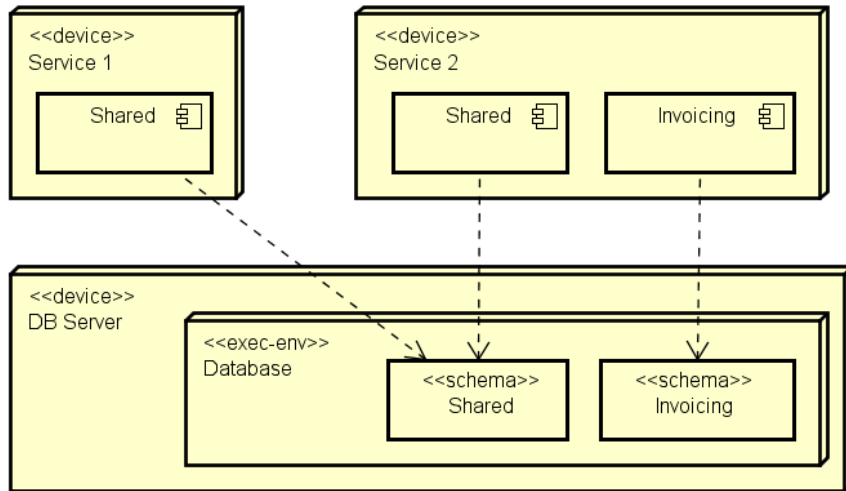 <<device>>
Service 1
Shared
<<device>>
Service 2
Shared
Invoicing
<<device>>
DB Server
<<exec-env>>
Database
<<schema>>
Shared
<<schema>>
Invoicing